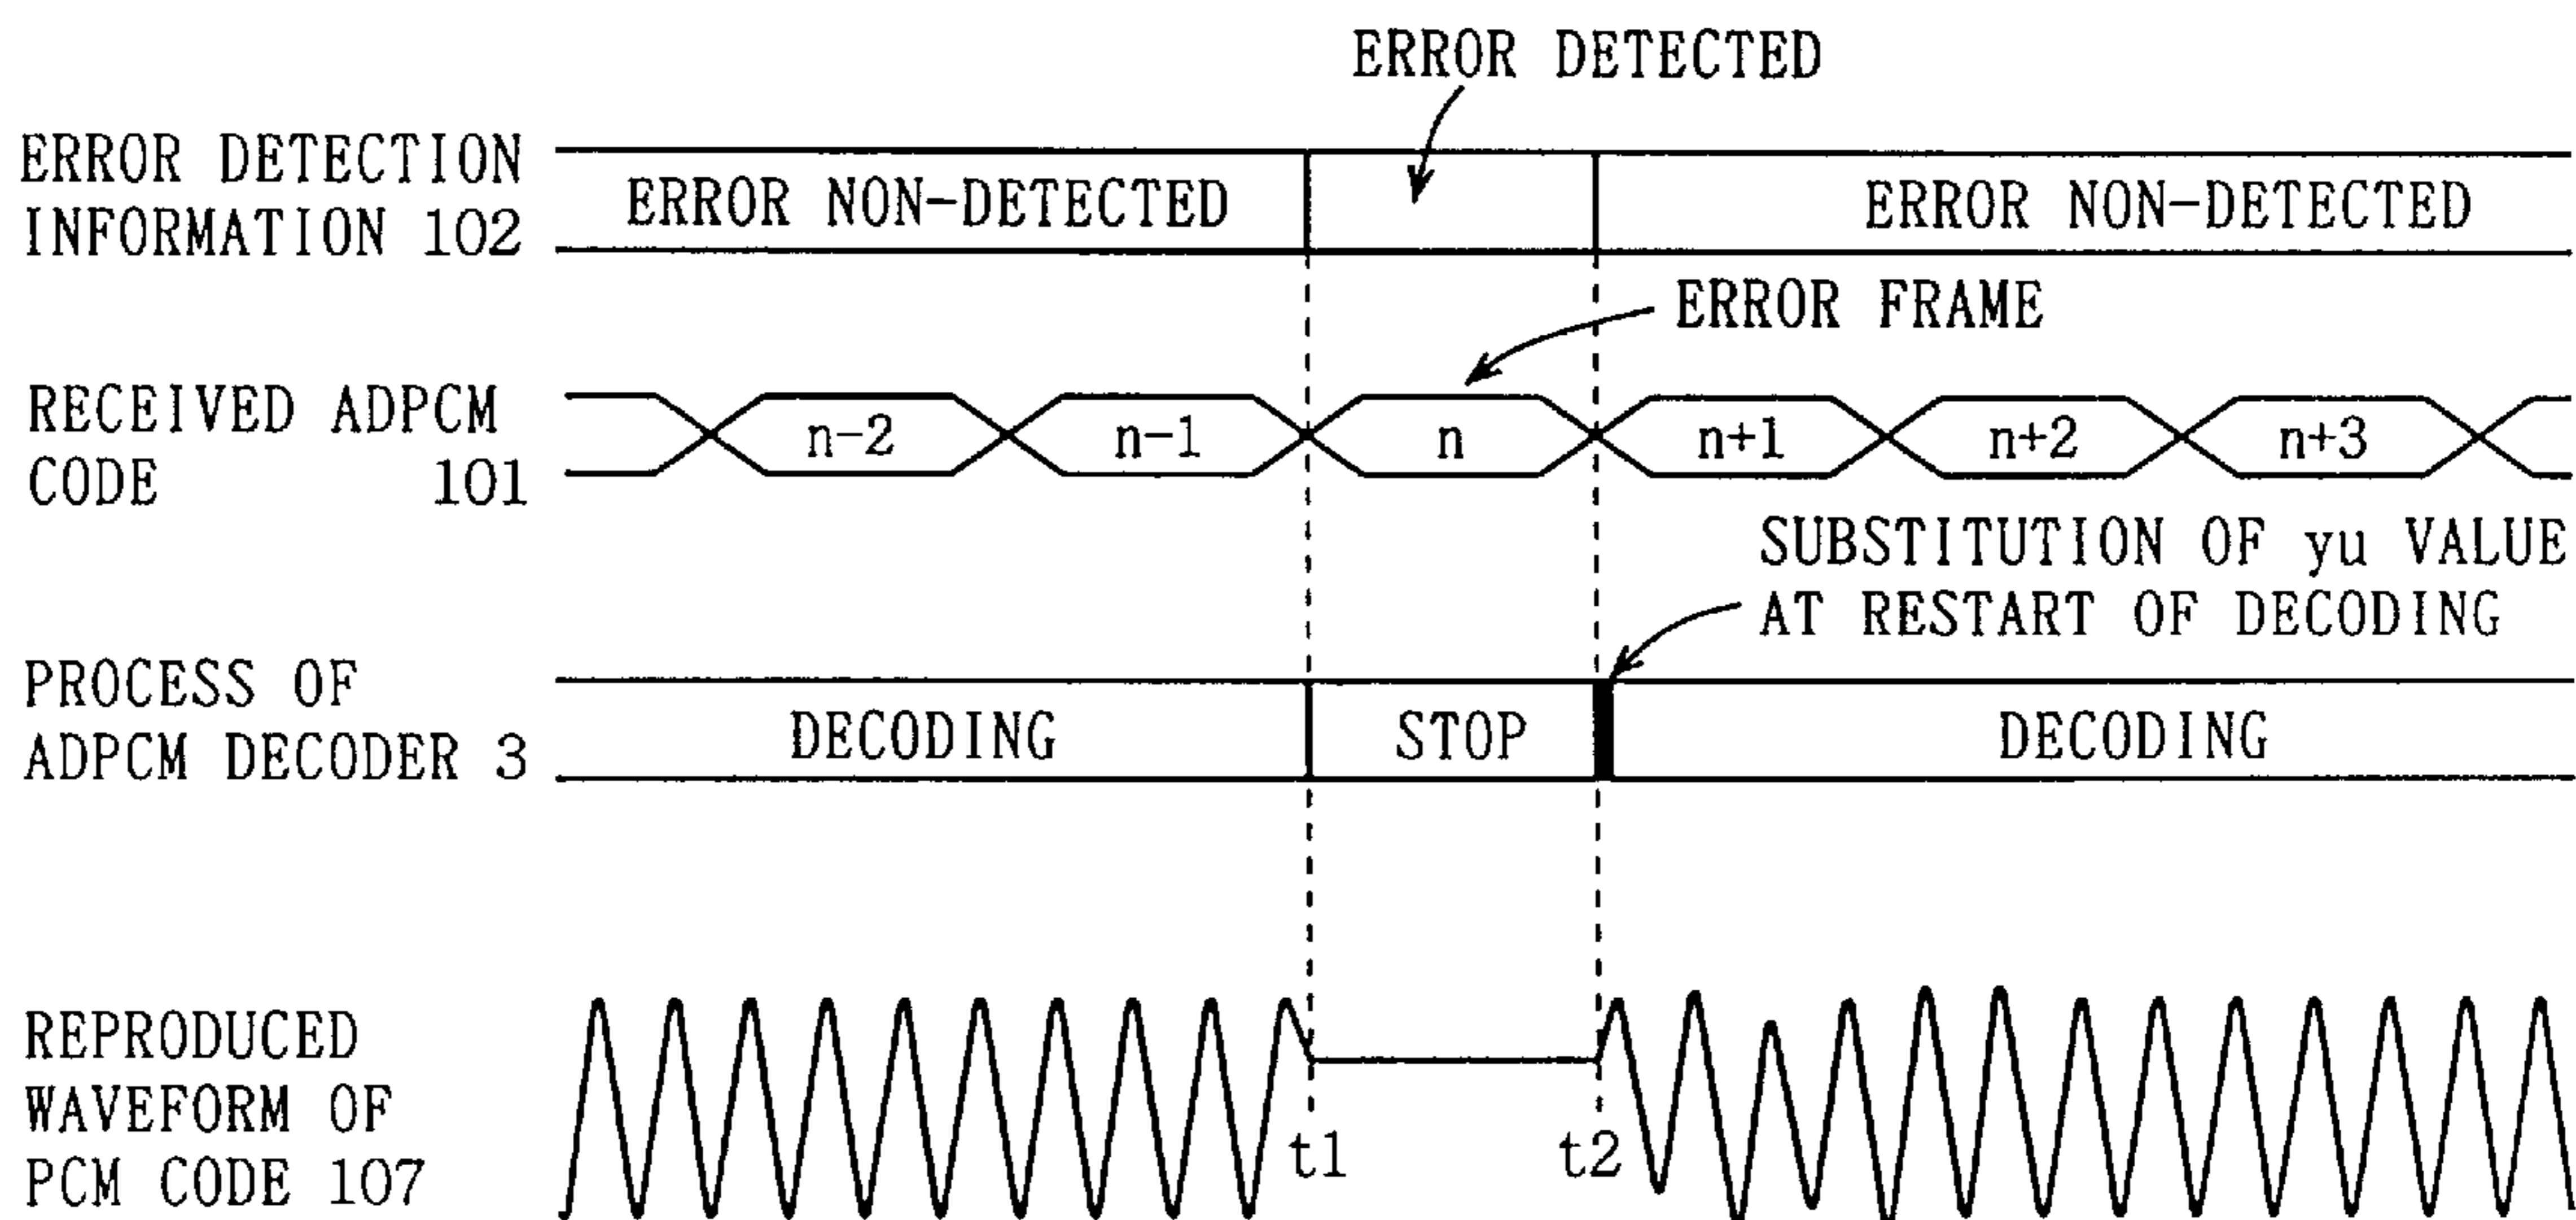 ERROR DETECTED
ERROR DETECTION
INFORMATION 102
ERROR NON-DETECTED
ERROR NON-DETECTED
ERROR FRAME
RECEIVED ADPCM
CODE 101
n-2
n-1
n
n+1
n+2
n+3
SUBSTITUTION OF yu VALUE
AT RESTART OF DECODING
PROCESS OF
ADPCM DECODER 3
DECODING
STOP
DECODING
REPRODUCED
WAVEFORM OF
PCM CODE 107
t1
t2